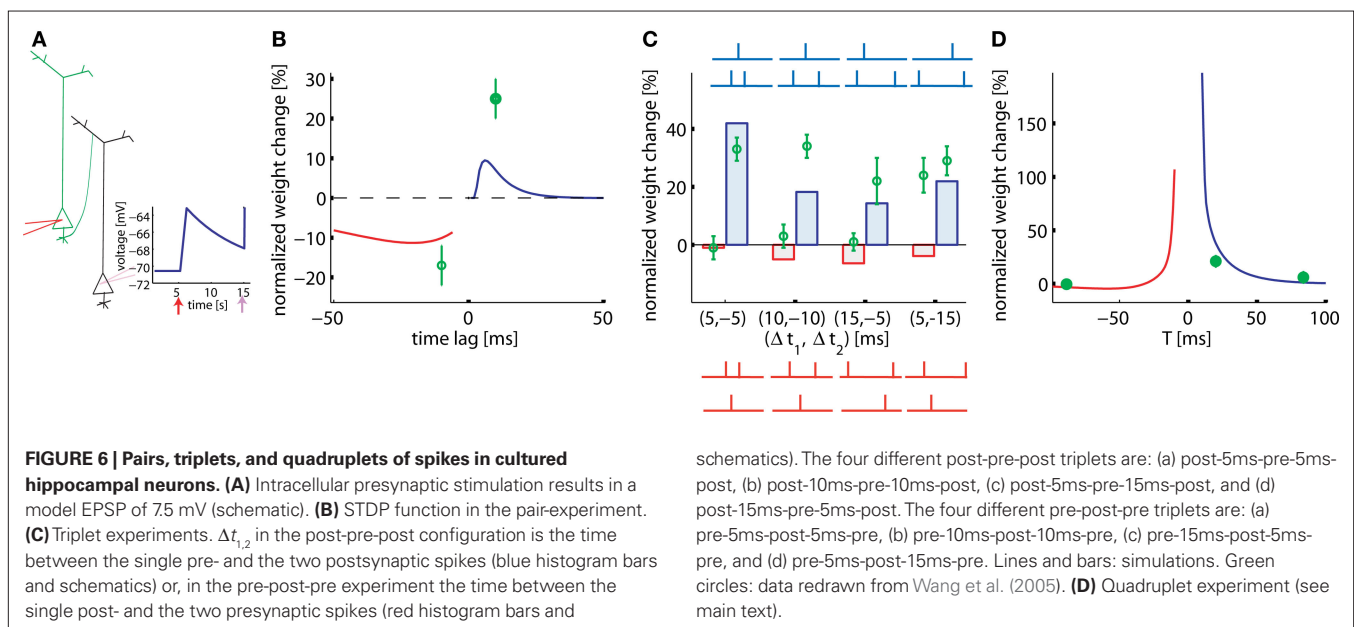 A
B
C
D
voltage [mV]
−64
−66
−68
−70
−72
5
10
15
time [s]
normalized weight change [%]
30
20
10
0
−10
−20
−50
0
50
time lag [ms]
normalized weight change [%]
40
20
0
(5,−5) (10,−10) (15,−5) (5,-15)
(Δ t1, Δ t2) [ms]
normalized weight change [%]
150
100
50
0
−50
0
50
100
T [ms]
FIGURE 6 | Pairs, triplets, and quadruplets of spikes in cultured
hippocampal neurons. (A) Intracellular presynaptic stimulation results in a
model EPSP of 7.5 mV (schematic). (B) STDP function in the pair-experiment.
(C) Triplet experiments. Δt1,2 in the post-pre-post configuration is the time
between the single pre- and the two postsynaptic spikes (blue histogram bars
and schematics) or, in the pre-post-pre experiment the time between the
single post- and the two presynaptic spikes (red histogram bars and
schematics). The four different post-pre-post triplets are: (a) post-5ms-pre-5ms-
post, (b) post-10ms-pre-10ms-post, (c) post-5ms-pre-15ms-post, and (d)
post-15ms-pre-5ms-post. The four different pre-post-pre triplets are: (a)
pre-5ms-post-5ms-pre, (b) pre-10ms-post-10ms-pre, (c) pre-15ms-post-5ms-
pre, and (d) pre-5ms-post-15ms-pre. Lines and bars: simulations. Green
circles: data redrawn from Wang et al. (2005). (D) Quadruplet experiment (see
main text).